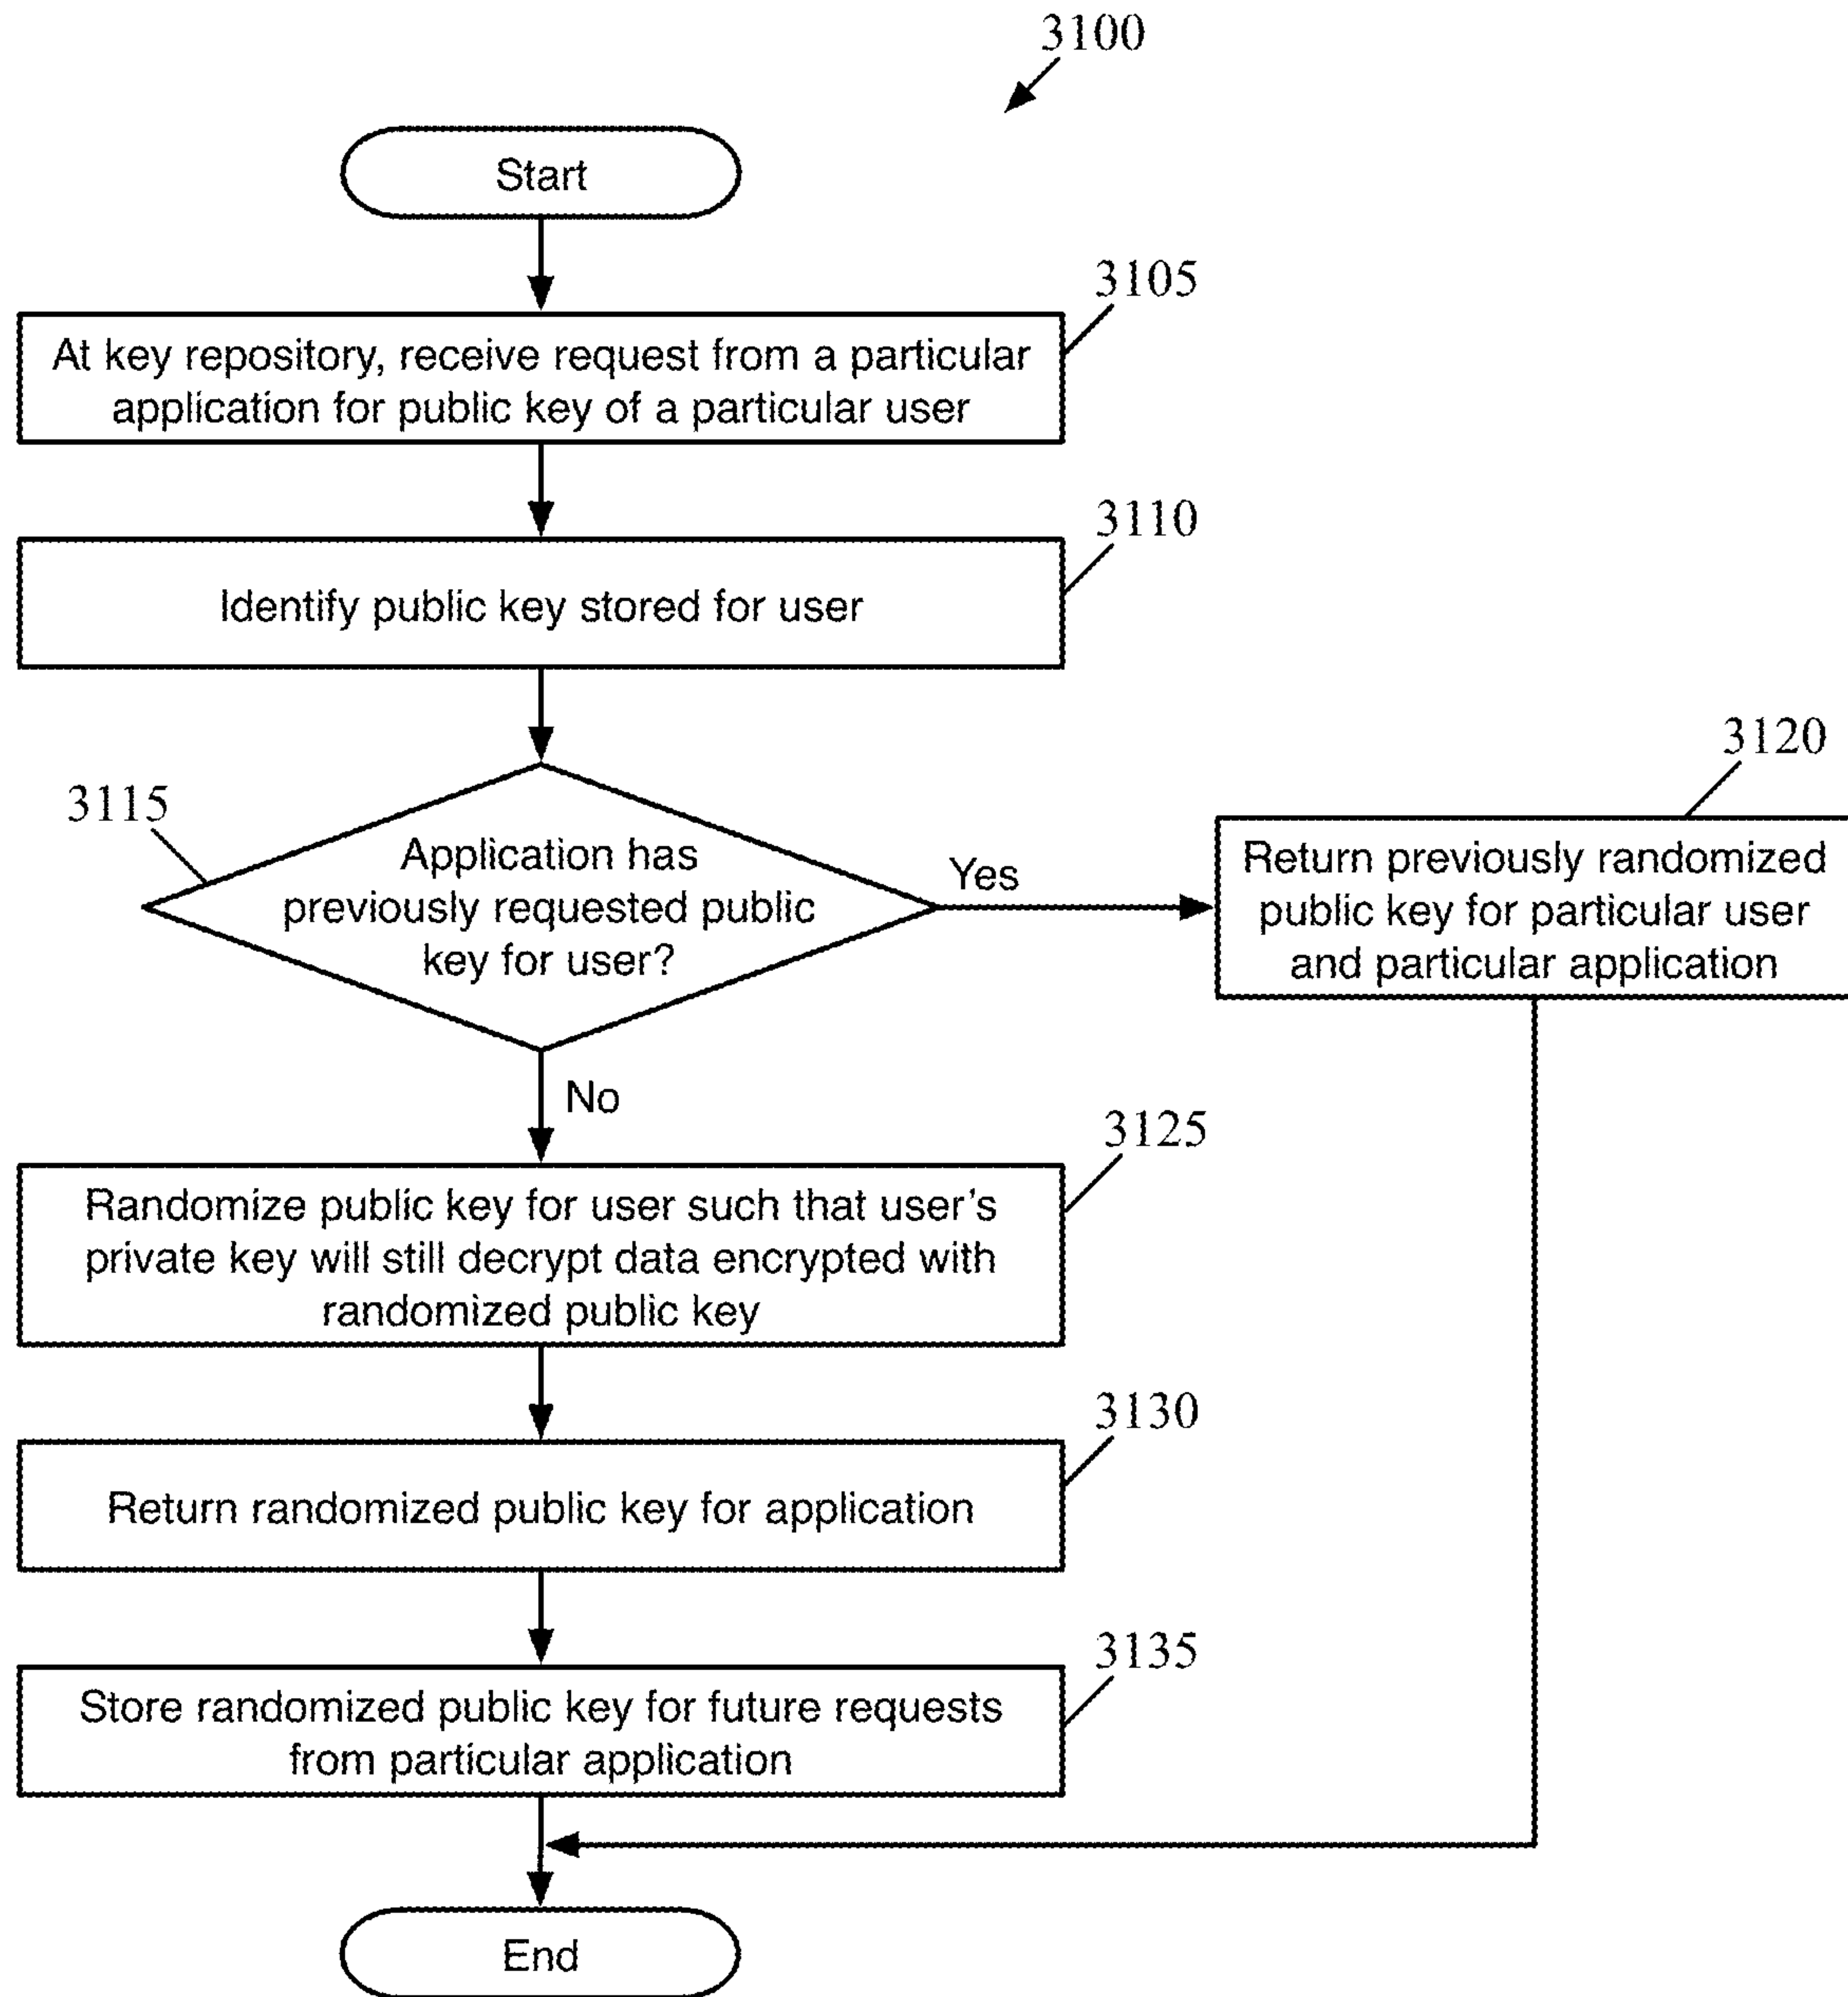 3100
Start
3105
At key repository, receive request from a particular
application for public key of a particular user
3110
Identify public key stored for user
3115
Application has
previously requested public
key for user?
Yes
3120
Return previously randomized
public key for particular user
and particular application
No
3125
Randomize public key for user such that user's
private key will still decrypt data encrypted with
randomized public key
3130
Return randomized public key for application
3135
Store randomized public key for future requests
from particular application
End